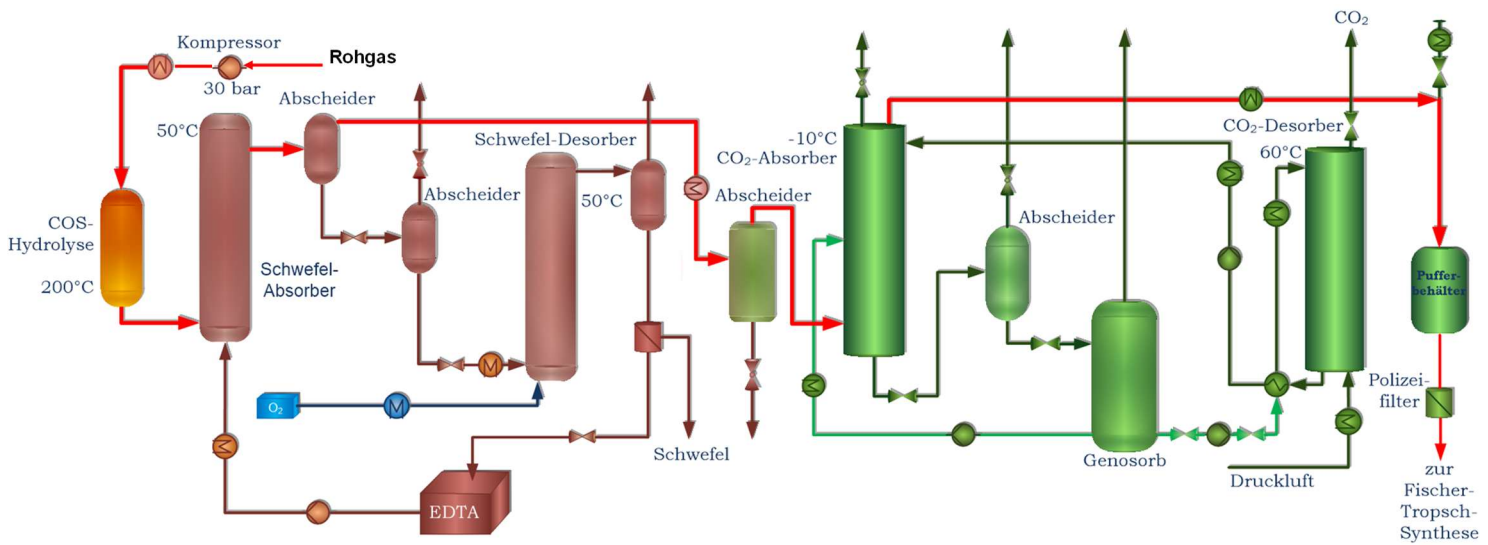 Kompressor
Rohgas
30 bar
Abscheider
50°C
COS-
Hydrolyse
200°C
Schwefel-
Absorber
Abscheider
Schwefel-Desorber
50°C
O₂
M
M
M
EDTA
Schwefel
Abscheider
-10°C
CO₂-Absorber
Abscheider
Genosorb
CO₂
CO₂-Desorber
60°C
Druckluft
Puffer-
behälter
Polizei-
filter
zur
Fischer-
Tropsch-
Synthese